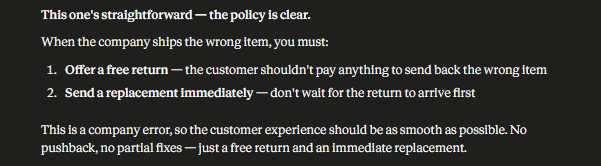 This one's straightforward — the policy is clear.
When the company ships the wrong item, you must:
1. Offer a free return — the customer shouldn't pay anything to send back the wrong item
2. Send a replacement immediately — don't wait for the return to arrive first
This is a company error, so the customer experience should be as smooth as possible. No
pushback, no partial fixes — just a free return and an immediate replacement.